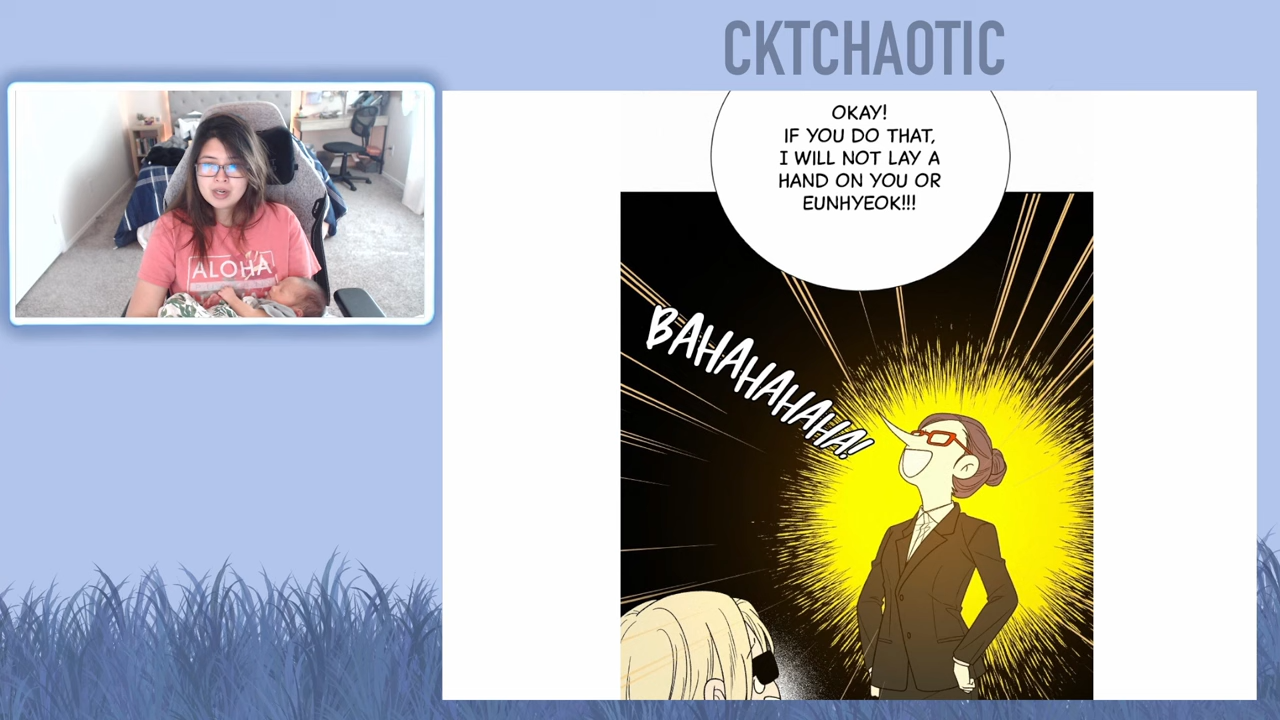 CKTCHAOTIC
ALOHA
OKAY!
IF YOU DO THAT,
I WILL NOT LAY A
HAND ON YOU OR
EUNHYEOK!!!
BAHAHAHAHA!